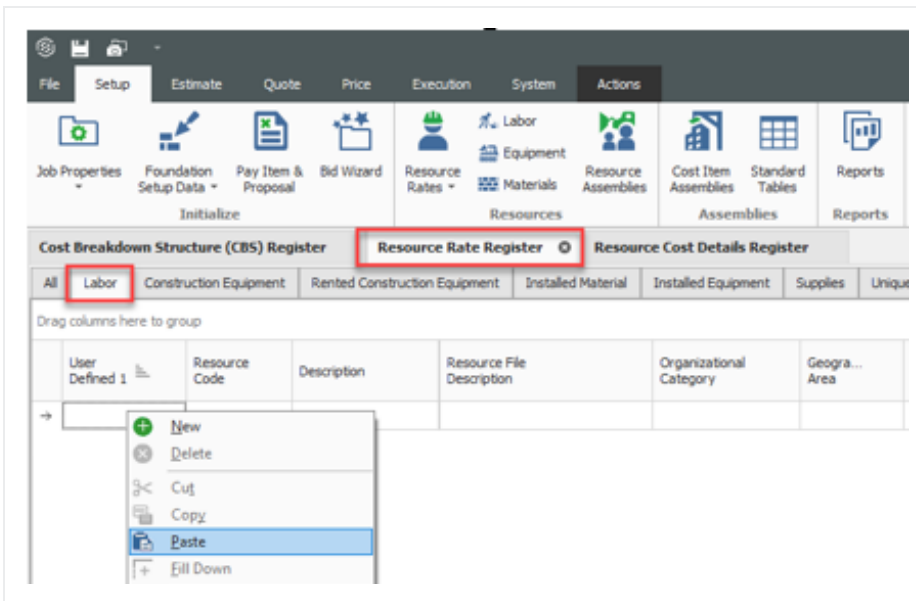 File Setup Estimate Quote Price Execution System Actions
Job Properties
Foundation Setup Data
Pay Item & Proposal
Bid Wizard
Initialize
Resource Rates
Labor
Equipment
Materials
Resource Assemblies
Resources
Cost Item Assemblies
Standard Tables
Assemblies
Reports
Reports
Cost Breakdown Structure (CBS) Register Resource Rate Register Resource Cost Details Register
All Labor Construction Equipment Rented Construction Equipment Installed Material Installed Equipment Supplies Unique
Drag columns here to group
User Defined 1
Resource Code
Description
Resource File Description
Organizational Category
Geogra... Area
New
Delete
Cut
Copy
Paste
Fill Down